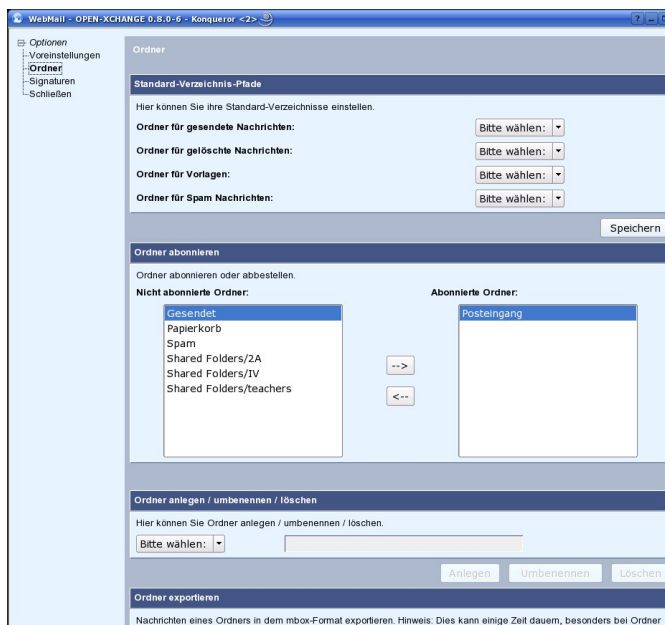 WebMail - OPEN-XCHANGE 0.8.0-6 - Konqueror <2>
Optionen
Voreinstellungen
Ordner
Signaturen
Schließen
Ordner
Standard-Verzeichnis-Pfade
Hier können Sie ihre Standard-Verzeichnisse einstellen.
Ordner für gesendete Nachrichten: Bitte wählen:
Ordner für gelöschte Nachrichten: Bitte wählen:
Ordner für Vorlagen: Bitte wählen:
Ordner für Spam Nachrichten: Bitte wählen:
Speichern
Ordner abonnieren
Ordner abonnieren oder abbestellen.
Nicht abonnierte Ordner: Abonnierte Ordner:
Gesendet Posteingang
Papierkorb
Spam
Shared Folders/2A
-->
Shared Folders/IV
Shared Folders/teachers
<--
Ordner anlegen / umbenennen / löschen
Hier können Sie Ordner anlegen / umbenennen / löschen.
Bitte wählen:
Anlegen Umbenennen Löschen
Ordner exportieren
Nachrichten eines Ordners in dem mbox-Format exportieren. Hinweis: Dies kann einige Zeit dauern, besonders bei Ordner